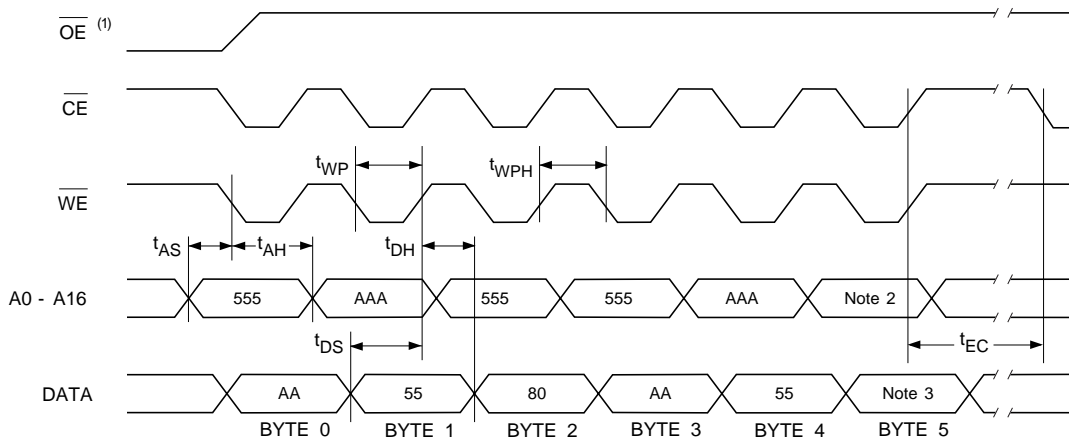 OE (1)
CE
tWP tWPH
WE
tAS tAH tDH
A0 - A16 555 AAA 555 555 AAA Note 2
tDS tEC
DATA AA 55 80 AA 55 Note 3
BYTE 0 BYTE 1 BYTE 2 BYTE 3 BYTE 4 BYTE 5